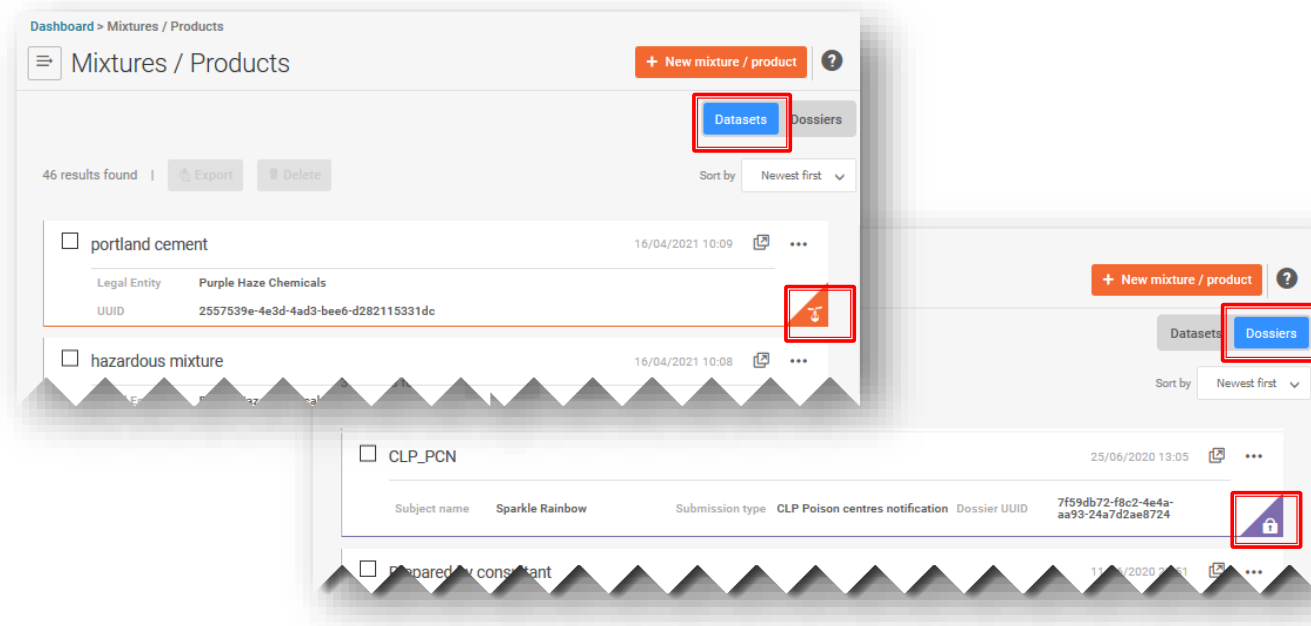 Dashboard > Mixtures / Products
Mixtures / Products
+ New mixture / product
?
Datasets
Dossiers
46 results found |
Export
Delete
Sort by
Newest first
portland cement
16/04/2021 10:09
Legal Entity
Purple Haze Chemicals
UUID
2557539e-4e3d-4ad3-bee6-d282115331dc
hazardous mixture
16/04/2021 10:08
+ New mixture / product
?
Datasets
Dossiers
Sort by
Newest first
CLP_PCN
25/06/2020 13:05
Subject name
Sparkle Rainbow
Submission type
CLP Poison centres notification
Dossier UUID
7f59db72-f8c2-4e4a-
aa93-24a7d2ae8724
Prepared by consultant